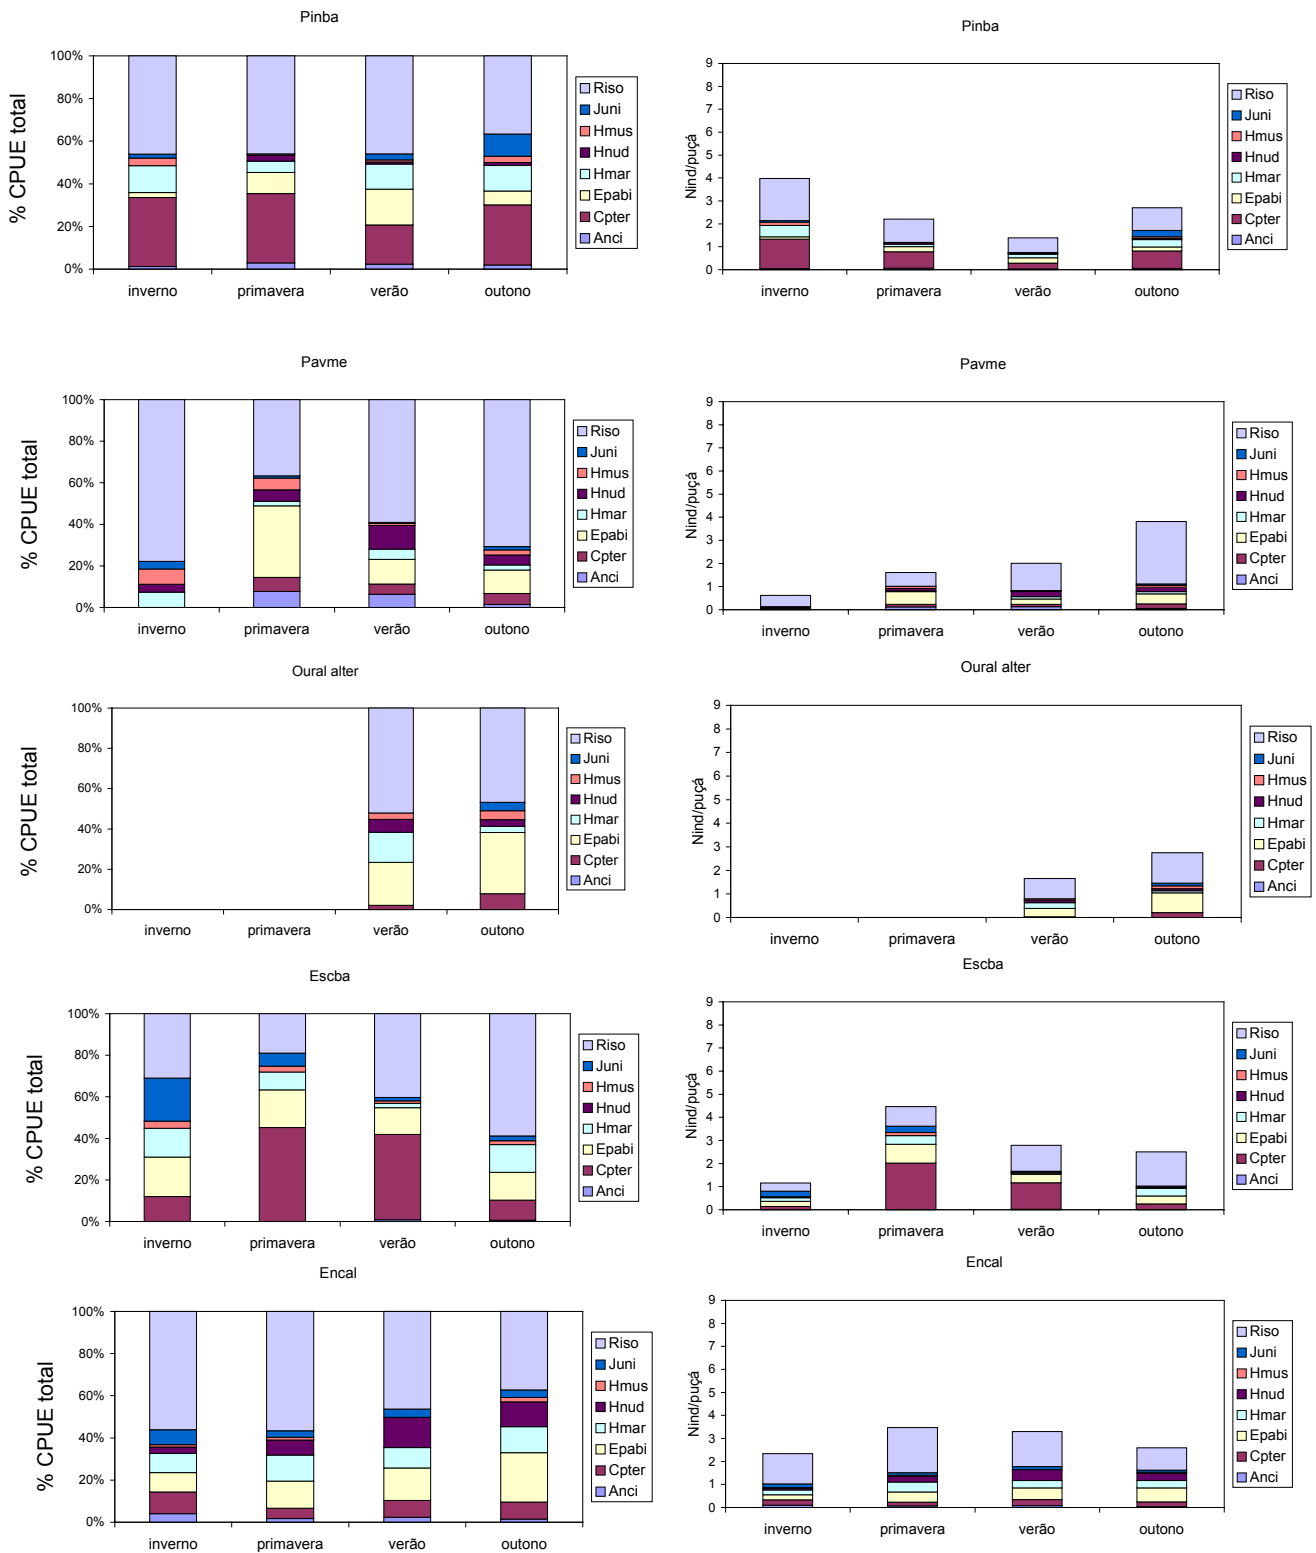 Pinba
% CPUE total
100%
80%
60%
40%
20%
0%
inverno primavera verão outono
Riso
Juni
Hmus
Hnud
Hmar
Epabi
Cpter
Anci
Pinba
Nind/puçá
9
8
7
6
5
4
3
2
1
0
inverno primavera verão outono
Riso
Juni
Hmus
Hnud
Hmar
Epabi
Cpter
Anci
Pavme
% CPUE total
100%
80%
60%
40%
20%
0%
inverno primavera verão outono
Riso
Juni
Hmus
Hnud
Hmar
Epabi
Cpter
Anci
Pavme
Nind/puçá
9
8
7
6
5
4
3
2
1
0
inverno primavera verão outono
Riso
Juni
Hmus
Hnud
Hmar
Epabi
Cpter
Anci
Oural alter
% CPUE total
100%
80%
60%
40%
20%
0%
inverno primavera verão outono
Riso
Juni
Hmus
Hnud
Hmar
Epabi
Cpter
Anci
Oural alter
Nind/puçá
9
8
7
6
5
4
3
2
1
0
inverno primavera verão outono
Riso
Juni
Hmus
Hnud
Hmar
Epabi
Cpter
Anci
Escba
% CPUE total
100%
80%
60%
40%
20%
0%
inverno primavera verão outono
Riso
Juni
Hmus
Hnud
Hmar
Epabi
Cpter
Anci
Escba
Nind/puçá
9
8
7
6
5
4
3
2
1
0
inverno primavera verão outono
Riso
Juni
Hmus
Hnud
Hmar
Epabi
Cpter
Anci
Encal
% CPUE total
100%
80%
60%
40%
20%
0%
inverno primavera verão outono
Riso
Juni
Hmus
Hnud
Hmar
Epabi
Cpter
Anci
Encal
Nind/puçá
9
8
7
6
5
4
3
2
1
0
inverno primavera verão outono
Riso
Juni
Hmus
Hnud
Hmar
Epabi
Cpter
Anci